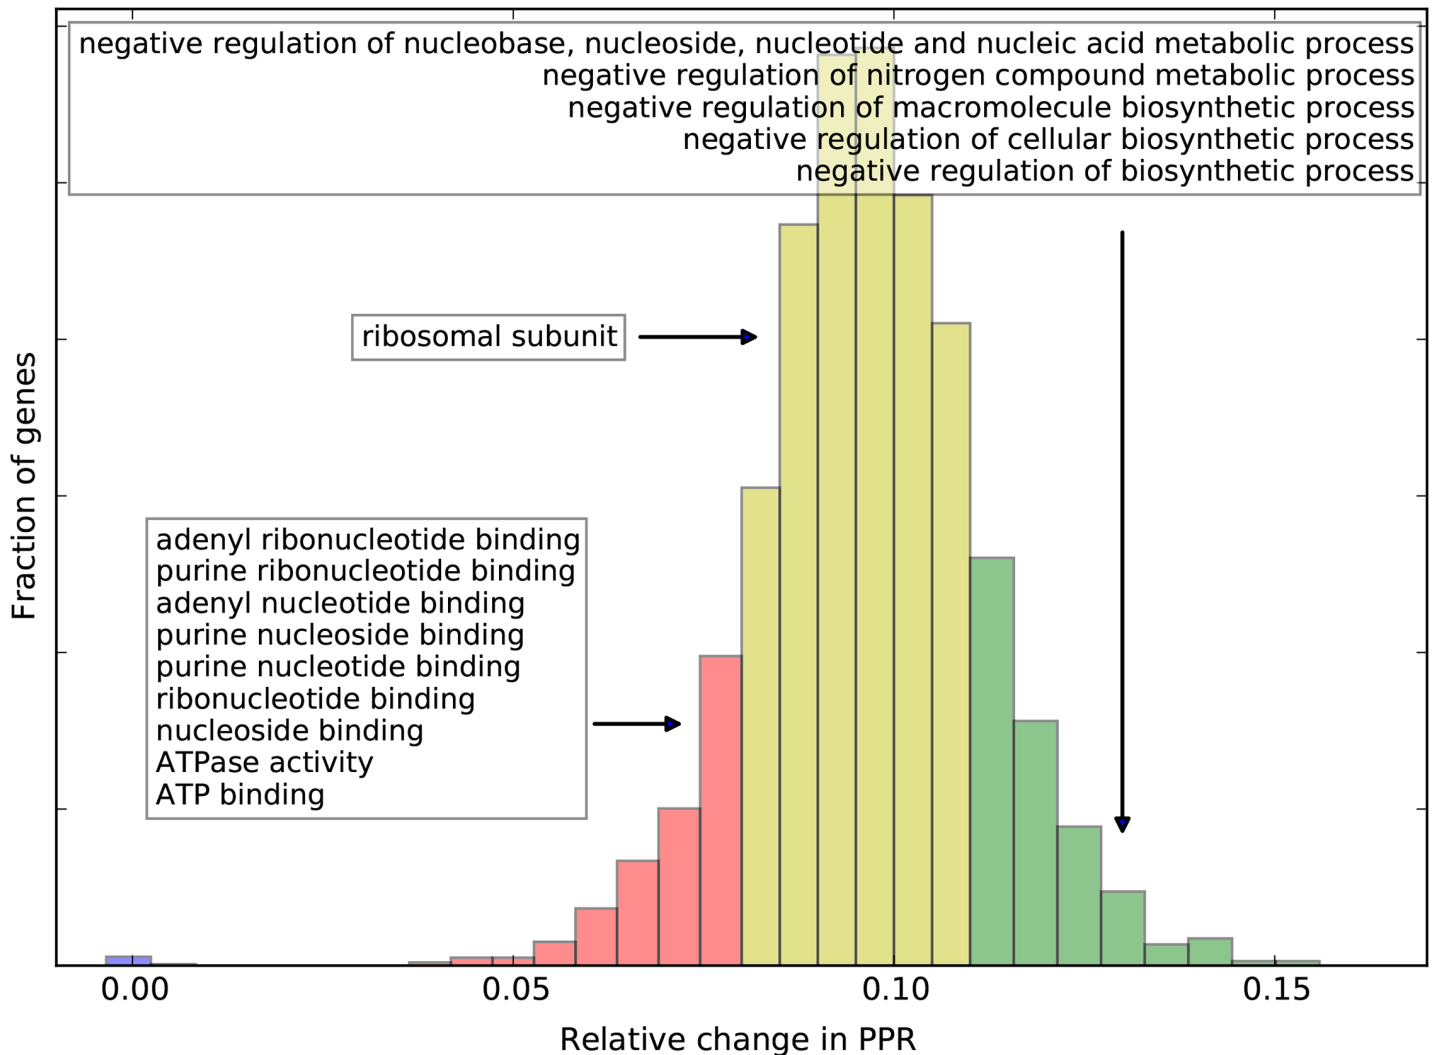 negative regulation of nucleobase, nucleoside, nucleotide and nucleic acid metabolic process
negative regulation of nitrogen compound metabolic process
negative regulation of macromolecule biosynthetic process
negative regulation of cellular biosynthetic process
negative regulation of biosynthetic process
ribosomal subunit
adenyl ribonucleotide binding
purine ribonucleotide binding
adenyl nucleotide binding
purine nucleoside binding
purine nucleotide binding
ribonucleotide binding
nucleoside binding
ATPase activity
ATP binding
Fraction of genes
0.00 0.05 0.10 0.15
Relative change in PPR